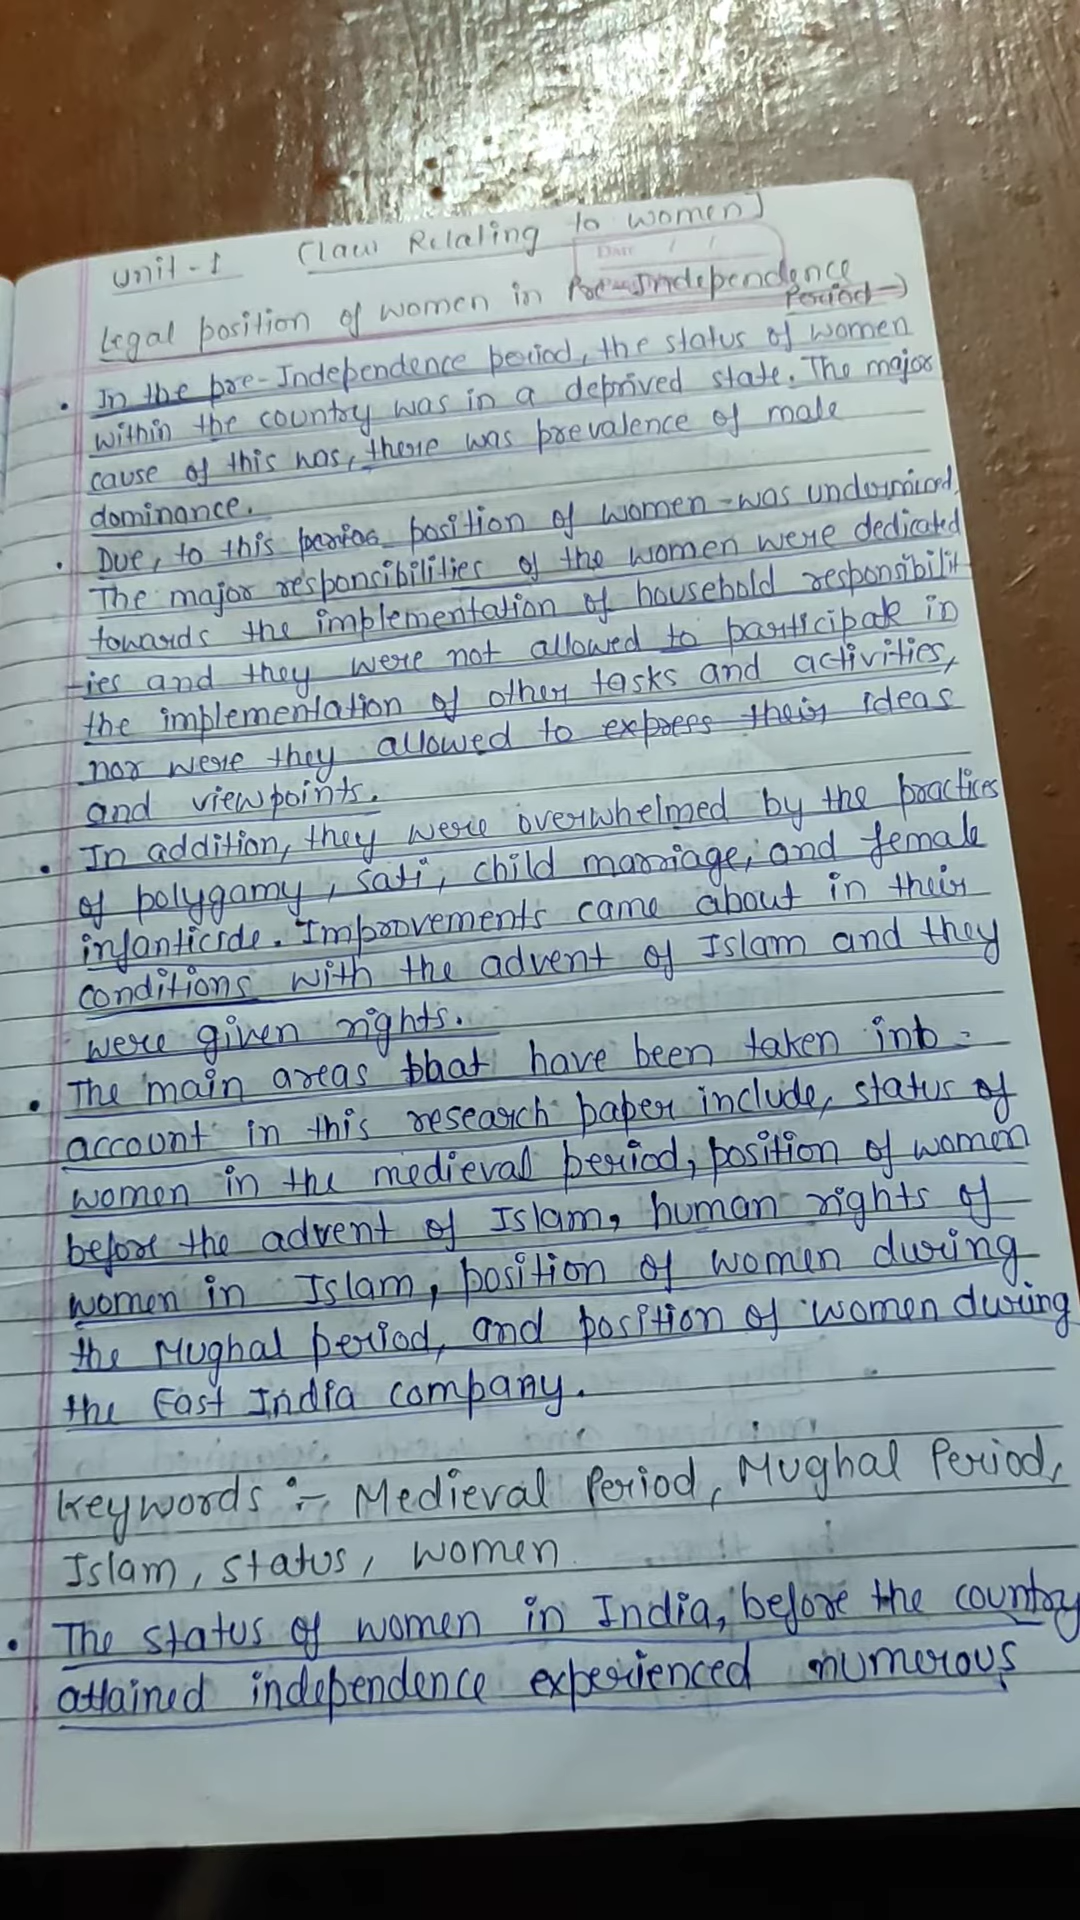 Unit-1 (Law Relating to women)
Date / /
Legal position of women in Pre-Independence
Period→)
• In the pre-Independence period, the status of women
within the country was in a deprived state. The major
cause of this was, there was prevalence of male
dominance.
• Due, to this position of women-was undermined.
The major responsibilities of the women were dedicated
towards the implementation of household responsibilit
-ies and they were not allowed to participate in
the implementation of other tasks and activities,
nor were they allowed to express their ideas
and viewpoints.
• In addition, they were overwhelmed by the practices
of polygamy, sati, child marriage, and female
infanticide. Improvements came about in their
conditions with the advent of Islam and they
were given rights.
• The main areas that have been taken into -
account in this research paper include, status of
women in the medieval period, position of women
before the advent of Islam, human rights of
women in Islam, position of women during
the Mughal period, and position of women during
the East India company.
Keywords :- Medieval Period, Mughal Period,
Islam, status, women.
• The status of women in India, before the country
attained independence experienced numerous